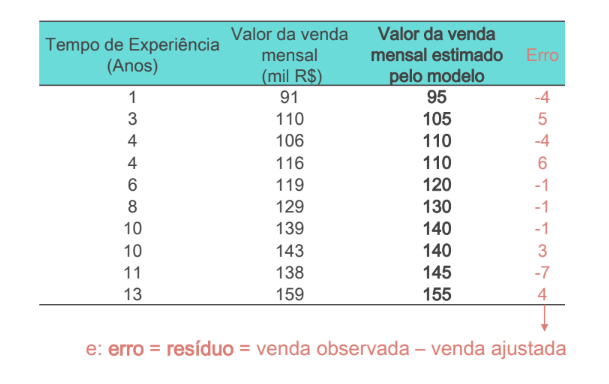 Tempo de Experiência (Anos) Valor da venda mensal (mil R$) Valor da venda mensal estimado pelo modelo Erro
1 91 95 -4
3 110 105 5
4 106 110 -4
4 116 110 6
6 119 120 -1
8 129 130 -1
10 139 140 -1
10 143 140 3
11 138 145 -7
13 159 155 4
e: erro = resíduo = venda observada – venda ajustada